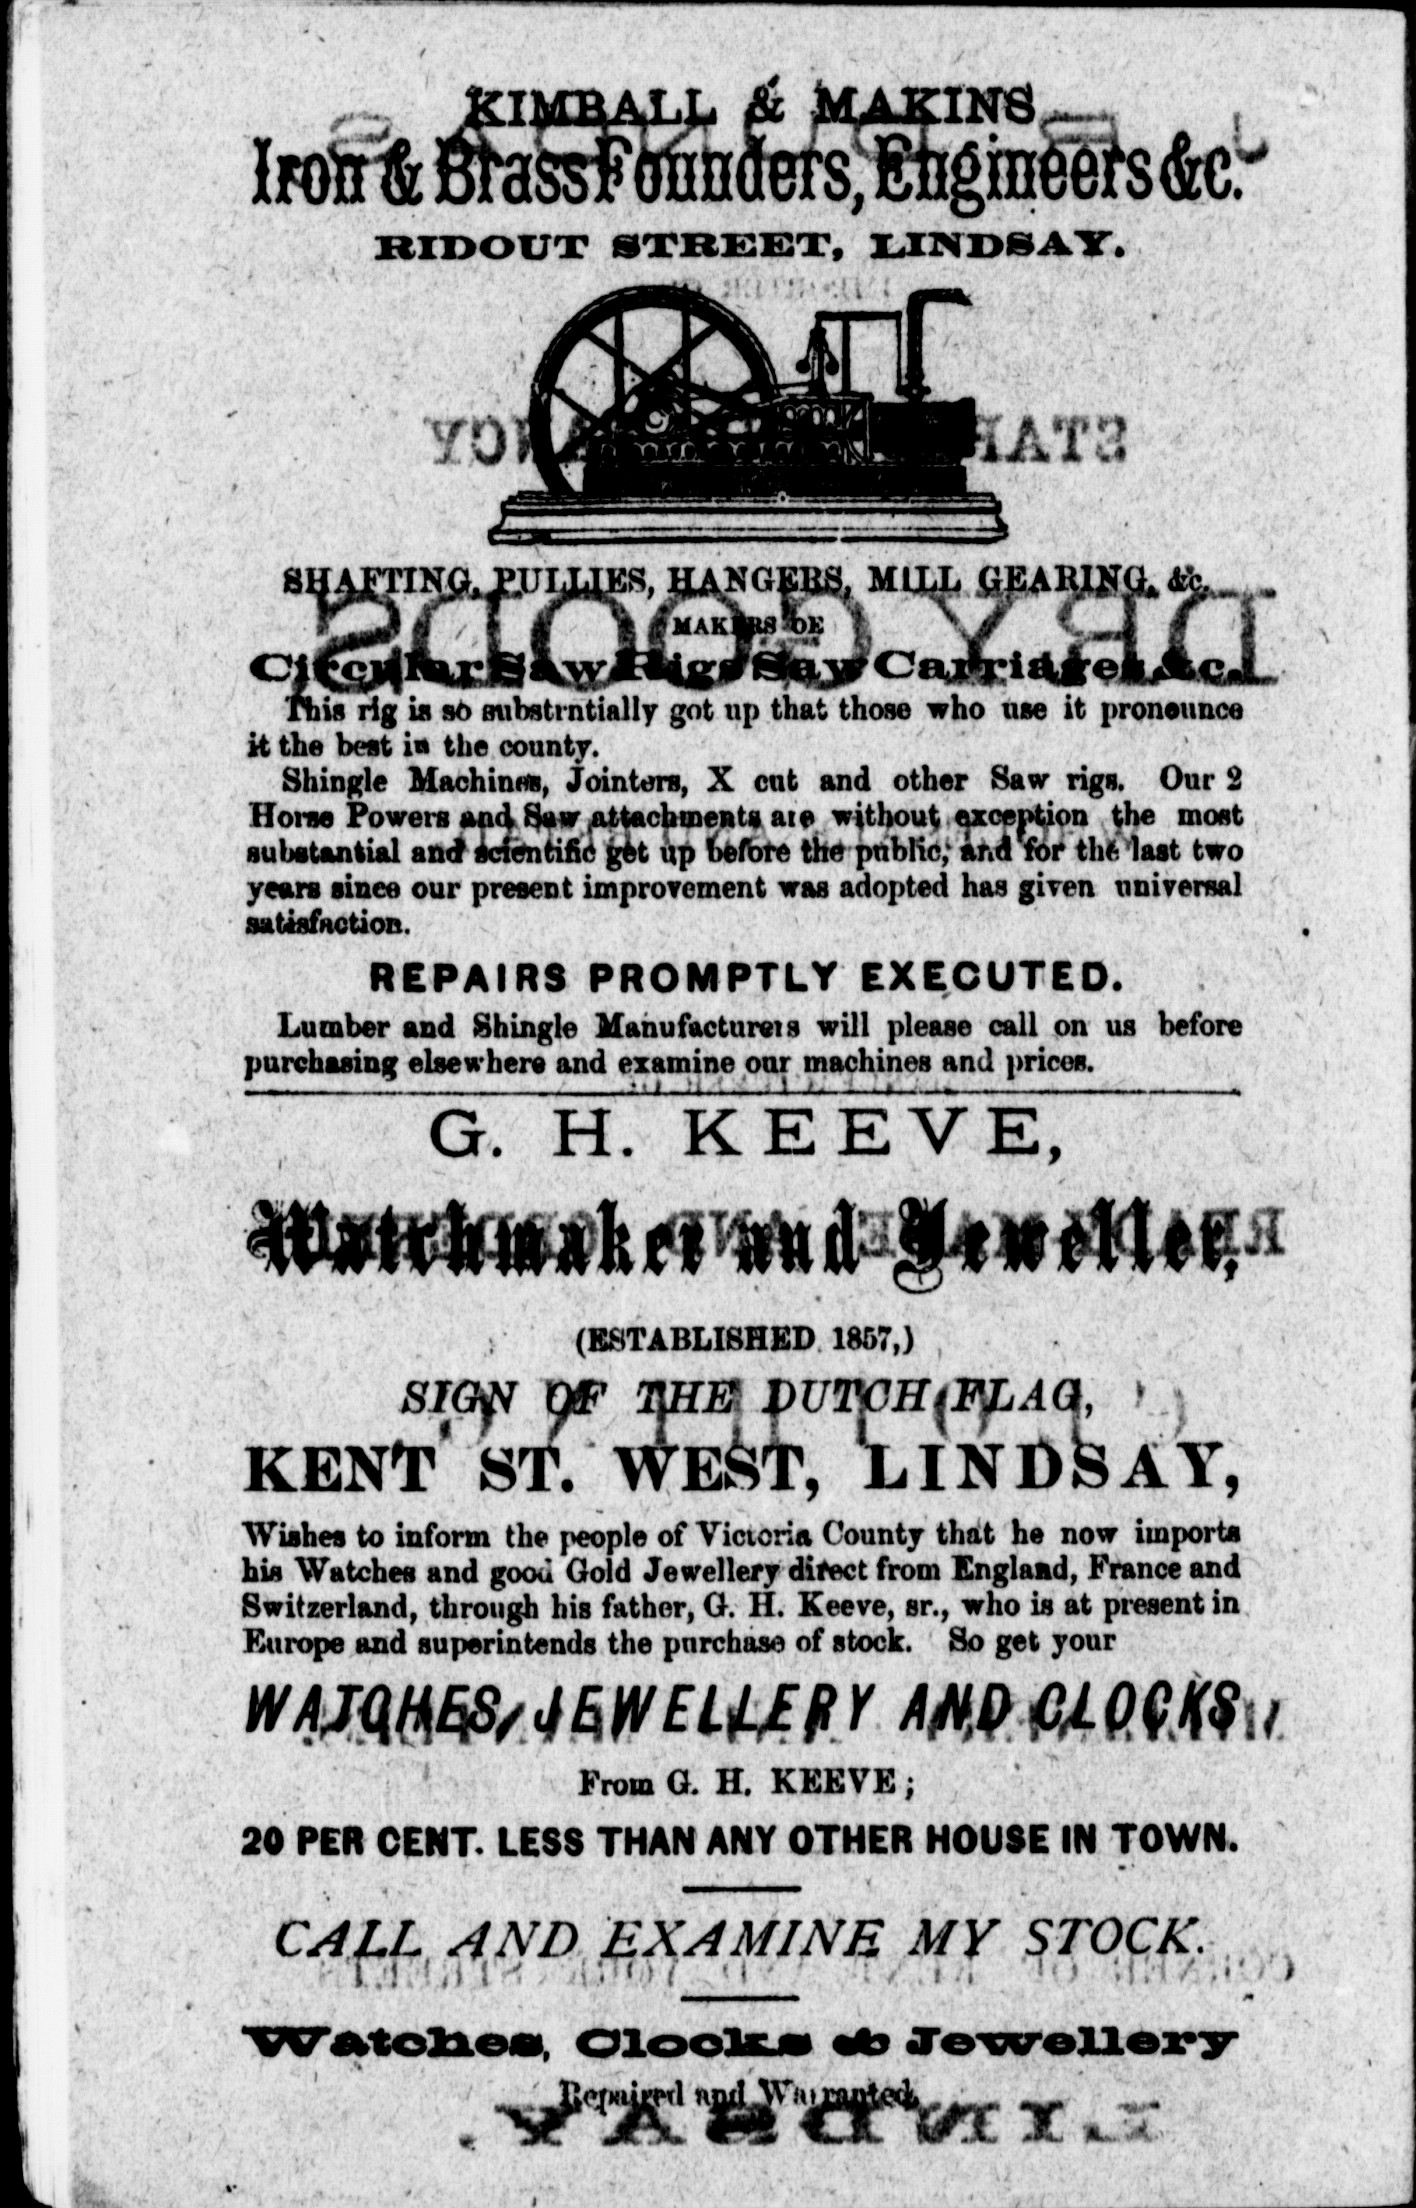 KIMBALL & MAKINS
Iron & Brass Founders, Engineers &c.
RIDOUT STREET, LINDSAY.
SHAFTING, PULLIES, HANGERS, MILL GEARING, &c.
MAKERS OF
Circular Saw Rigs Saw Carriages, &c.
This rig is so substrntially got up that those who use it pronounce
it the best in the county.
Shingle Machines, Jointers, X cut and other Saw rigs. Our 2
Horse Powers and Saw attachments are without exception the most
substantial and scientific get up before the public, and for the last two
years since our present improvement was adopted has given universal
satisfaction.
REPAIRS PROMPTLY EXECUTED.
Lumber and Shingle Manufacturers will please call on us before
purchasing elsewhere and examine our machines and prices.
G. H. KEEVE,
Watchmaker and Jeweller,
(ESTABLISHED 1857,)
SIGN OF THE DUTCH FLAG,
KENT ST. WEST, LINDSAY,
Wishes to inform the people of Victoria County that he now imports
his Watches and good Gold Jewellery direct from England, France and
Switzerland, through his father, G. H. Keeve, sr., who is at present in
Europe and superintends the purchase of stock. So get your
WATCHES, JEWELLERY AND CLOCKS
From G. H. KEEVE;
20 PER CENT. LESS THAN ANY OTHER HOUSE IN TOWN.
CALL AND EXAMINE MY STOCK.
Watches, Clocks & Jewellery
Repaired and Warranted.